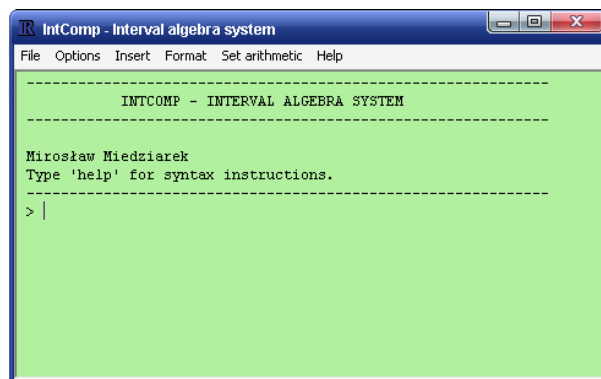 IntComp - Interval algebra system
File Options Insert Format Set arithmetic Help
------------------------------------------------------------------
INTCOMP - INTERVAL ALGEBRA SYSTEM
------------------------------------------------------------------
Mirosław Miedziarek
Type 'help' for syntax instructions.
------------------------------------------------------------------
>